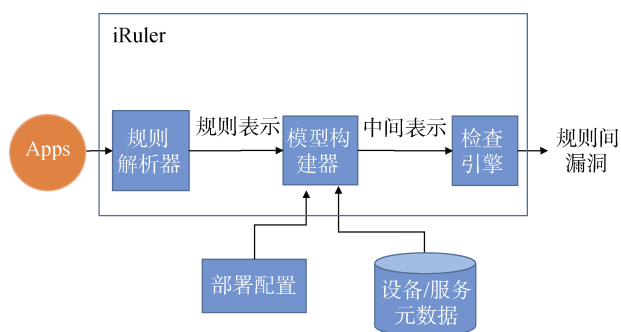 iRuler
Apps
规则
解析器
规则表示
模型构
建器
中间表示
检查
引擎
规则间
漏洞
部署配置
设备/服务
元数据